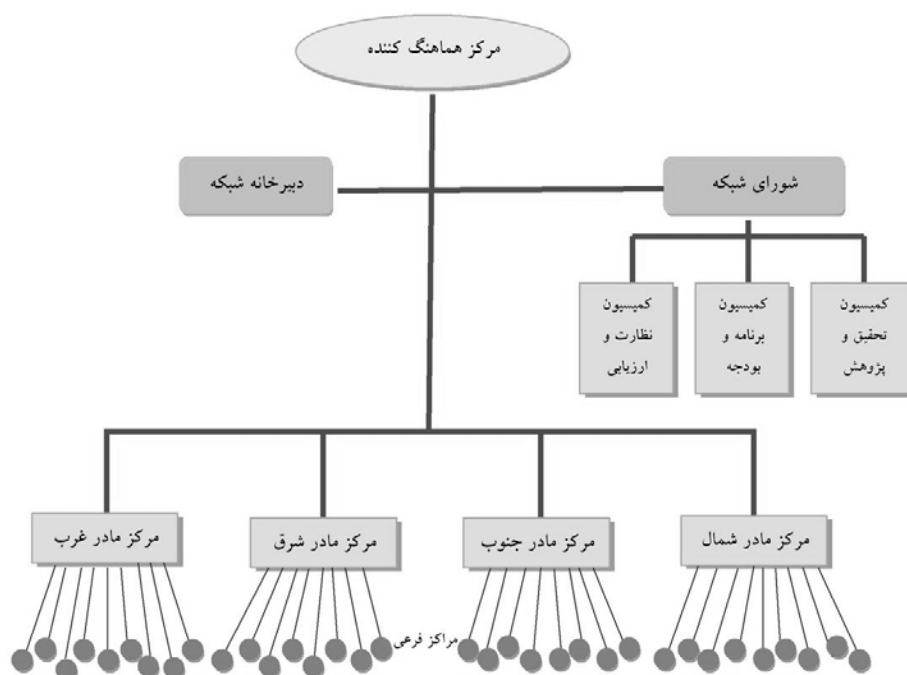 مرکز هماهنگ کننده
شورای شبکه
دبیرخانه شبکه
کمیسیون
تحقیق و
پژوهش
کمیسیون
برنامه و
بودجه
کمیسیون
نظارت و
ارزیابی
مرکز مادر شمال
مرکز مادر جنوب
مرکز مادر شرق
مرکز مادر غرب
مراکز فرعی